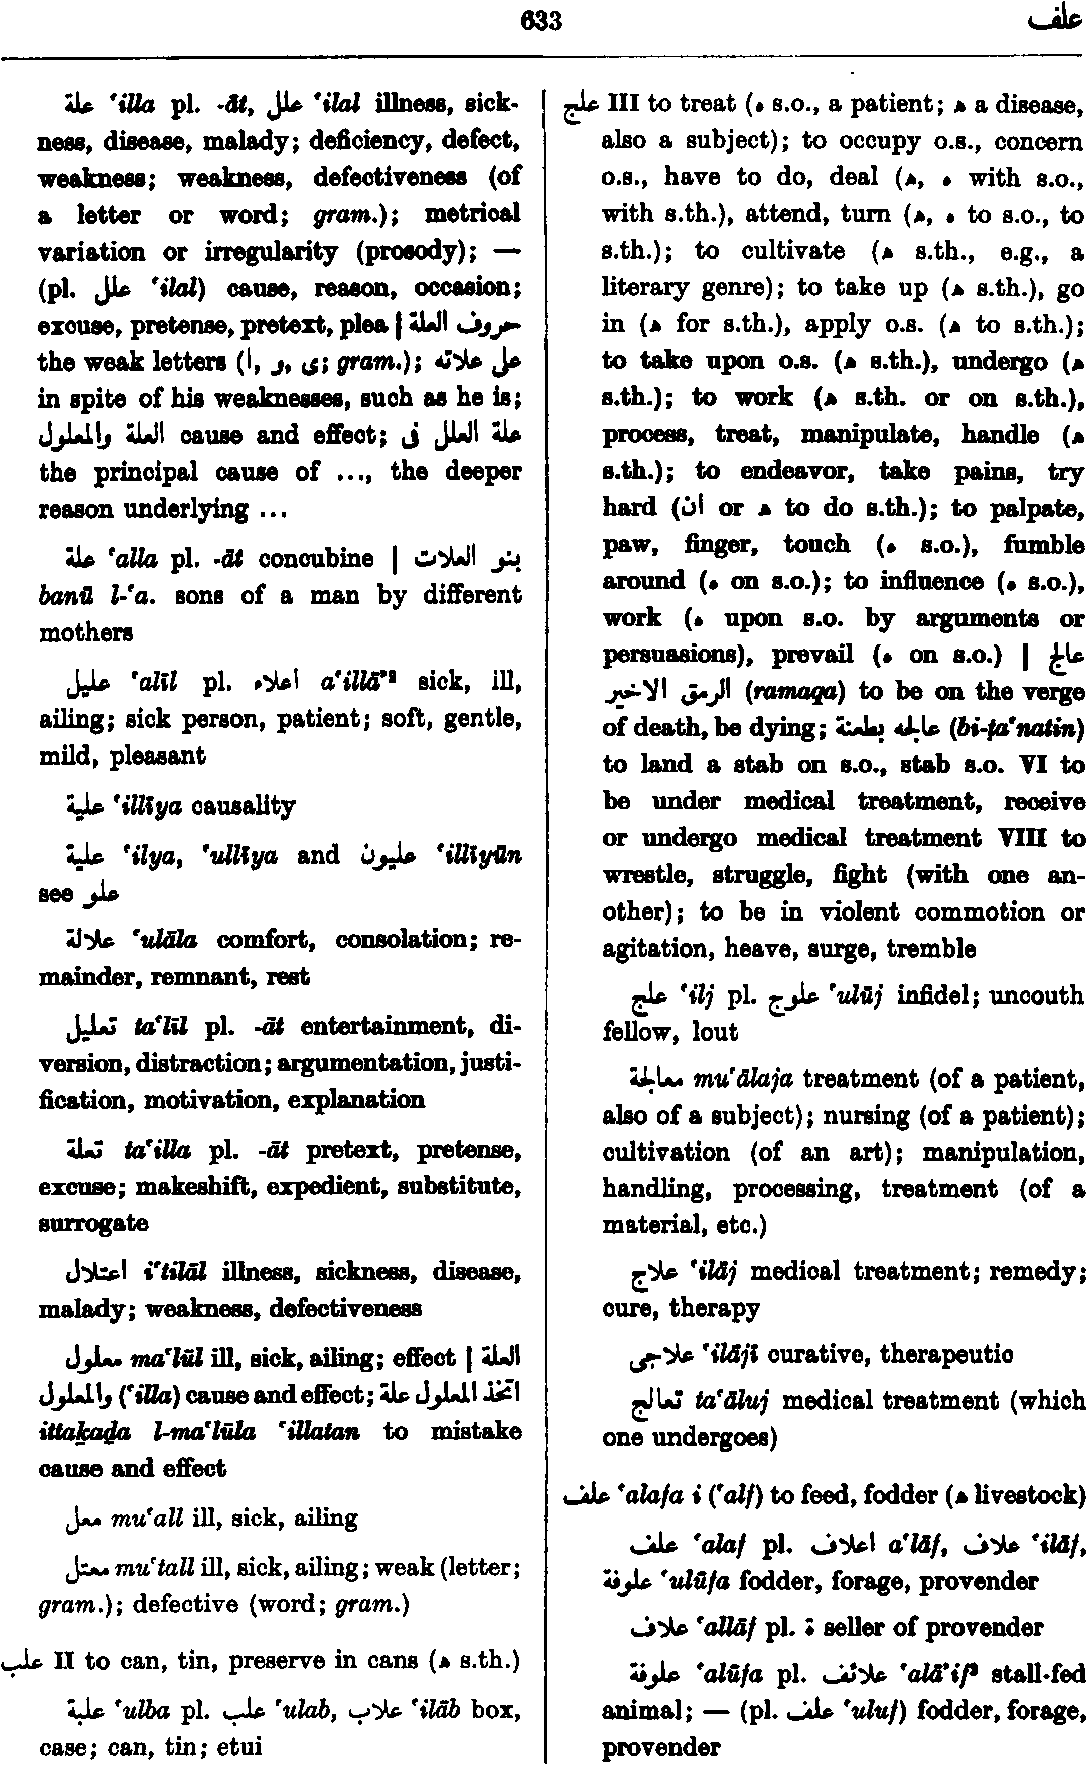 633
علف
علة ‘illa pl. -āt, علل ‘ilal illness, sick-
ness, disease, malady; deficiency, defect,
weakness; weakness, defectiveness (of
a letter or word; gram.); metrical
variation or irregularity (prosody); —
(pl. علل ‘ilal) cause, reason, occasion;
excuse, pretense, pretext, plea | حروف العلة
the weak letters (ا, و, ى; gram.); على علاته
in spite of his weaknesses, such as he is;
العلة والمعلول cause and effect; علة العلل فى
the principal cause of ..., the deeper
reason underlying ...
علة ‘alla pl. -āt concubine | بنو العلات
banū l-‘a. sons of a man by different
mothers
عليل ‘alīl pl. اعلاء a‘illā’² sick, ill,
ailing; sick person, patient; soft, gentle,
mild, pleasant
علية ‘illīya causality
علية ‘ilya, ‘ullīya and عليون ‘illīyūn
see علو
علالة ‘ulāla comfort, consolation; re-
mainder, remnant, rest
تعليل ta‘līl pl. -āt entertainment, di-
version, distraction; argumentation, justi-
fication, motivation, explanation
تعلة ta‘illa pl. -āt pretext, pretense,
excuse; makeshift, expedient, substitute,
surrogate
اعتلال i‘tilāl illness, sickness, disease,
malady; weakness, defectiveness
معلول ma‘lūl ill, sick, ailing; effect | العلة
والمعلول (‘illa) cause and effect; اتخذ المعلول علة
ittaḵaḏa l-ma‘lūla ‘illatan to mistake
cause and effect
معل mu‘all ill, sick, ailing
معتل mu‘tall ill, sick, ailing; weak (letter;
gram.); defective (word; gram.)
علب II to can, tin, preserve in cans (ه s.th.)
علبة ‘ulba pl. علب ‘ulab, علاب ‘ilāb box,
case; can, tin; etui
علج III to treat (ه s.o., a patient; ه a disease,
also a subject); to occupy o.s., concern
o.s., have to do, deal (ه, ه with s.o.,
with s.th.), attend, turn (ه, ه to s.o., to
s.th.); to cultivate (ه s.th., e.g., a
literary genre); to take up (ه s.th.), go
in (ه for s.th.), apply o.s. (ه to s.th.);
to take upon o.s. (ه s.th.), undergo (ه
s.th.); to work (ه s.th. or on s.th.),
process, treat, manipulate, handle (ه
s.th.); to endeavor, take pains, try
hard (ان or ه to do s.th.); to palpate,
paw, finger, touch (ه s.o.), fumble
around (ه on s.o.); to influence (ه s.o.),
work (ه upon s.o. by arguments or
persuasions), prevail (ه on s.o.) | عالج
الرمق الاخير (ramaqa) to be on the verge
of death, be dying; عالجه بطعنة (bi-ṭa‘natin)
to land a stab on s.o., stab s.o. VI to
be under medical treatment, receive
or undergo medical treatment VIII to
wrestle, struggle, fight (with one an-
other); to be in violent commotion or
agitation, heave, surge, tremble
علج ‘ilj pl. علوج ‘ulūj infidel; uncouth
fellow, lout
معالجة mu‘ālaja treatment (of a patient,
also of a subject); nursing (of a patient);
cultivation (of an art); manipulation,
handling, processing, treatment (of a
material, etc.)
علاج ‘ilāj medical treatment; remedy;
cure, therapy
علاجى ‘ilājī curative, therapeutic
تعالج ta‘āluj medical treatment (which
one undergoes)
علف ‘alafa i (‘alf) to feed, fodder (ه livestock)
علف ‘alaf pl. اعلاف a‘lāf, علاف ‘ilāf,
علوفة ‘ulūfa fodder, forage, provender
علاف ‘allāf pl. ة seller of provender
علوفة ‘alūfa pl. علائف ‘alā’if² stall-fed
animal; — (pl. علف ‘uluf) fodder, forage,
provender